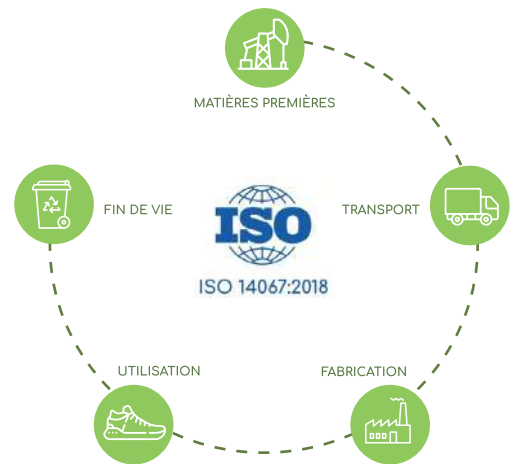 MATIÈRES PREMIÈRES
FIN DE VIE
TRANSPORT
ISO
ISO 14067:2018
UTILISATION
FABRICATION